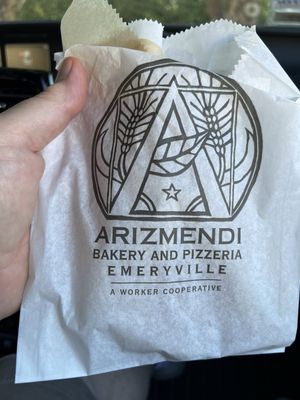 ARIZMENDI
BAKERY AND PIZZERIA
EMERYVILLE
A WORKER COOPERATIVE